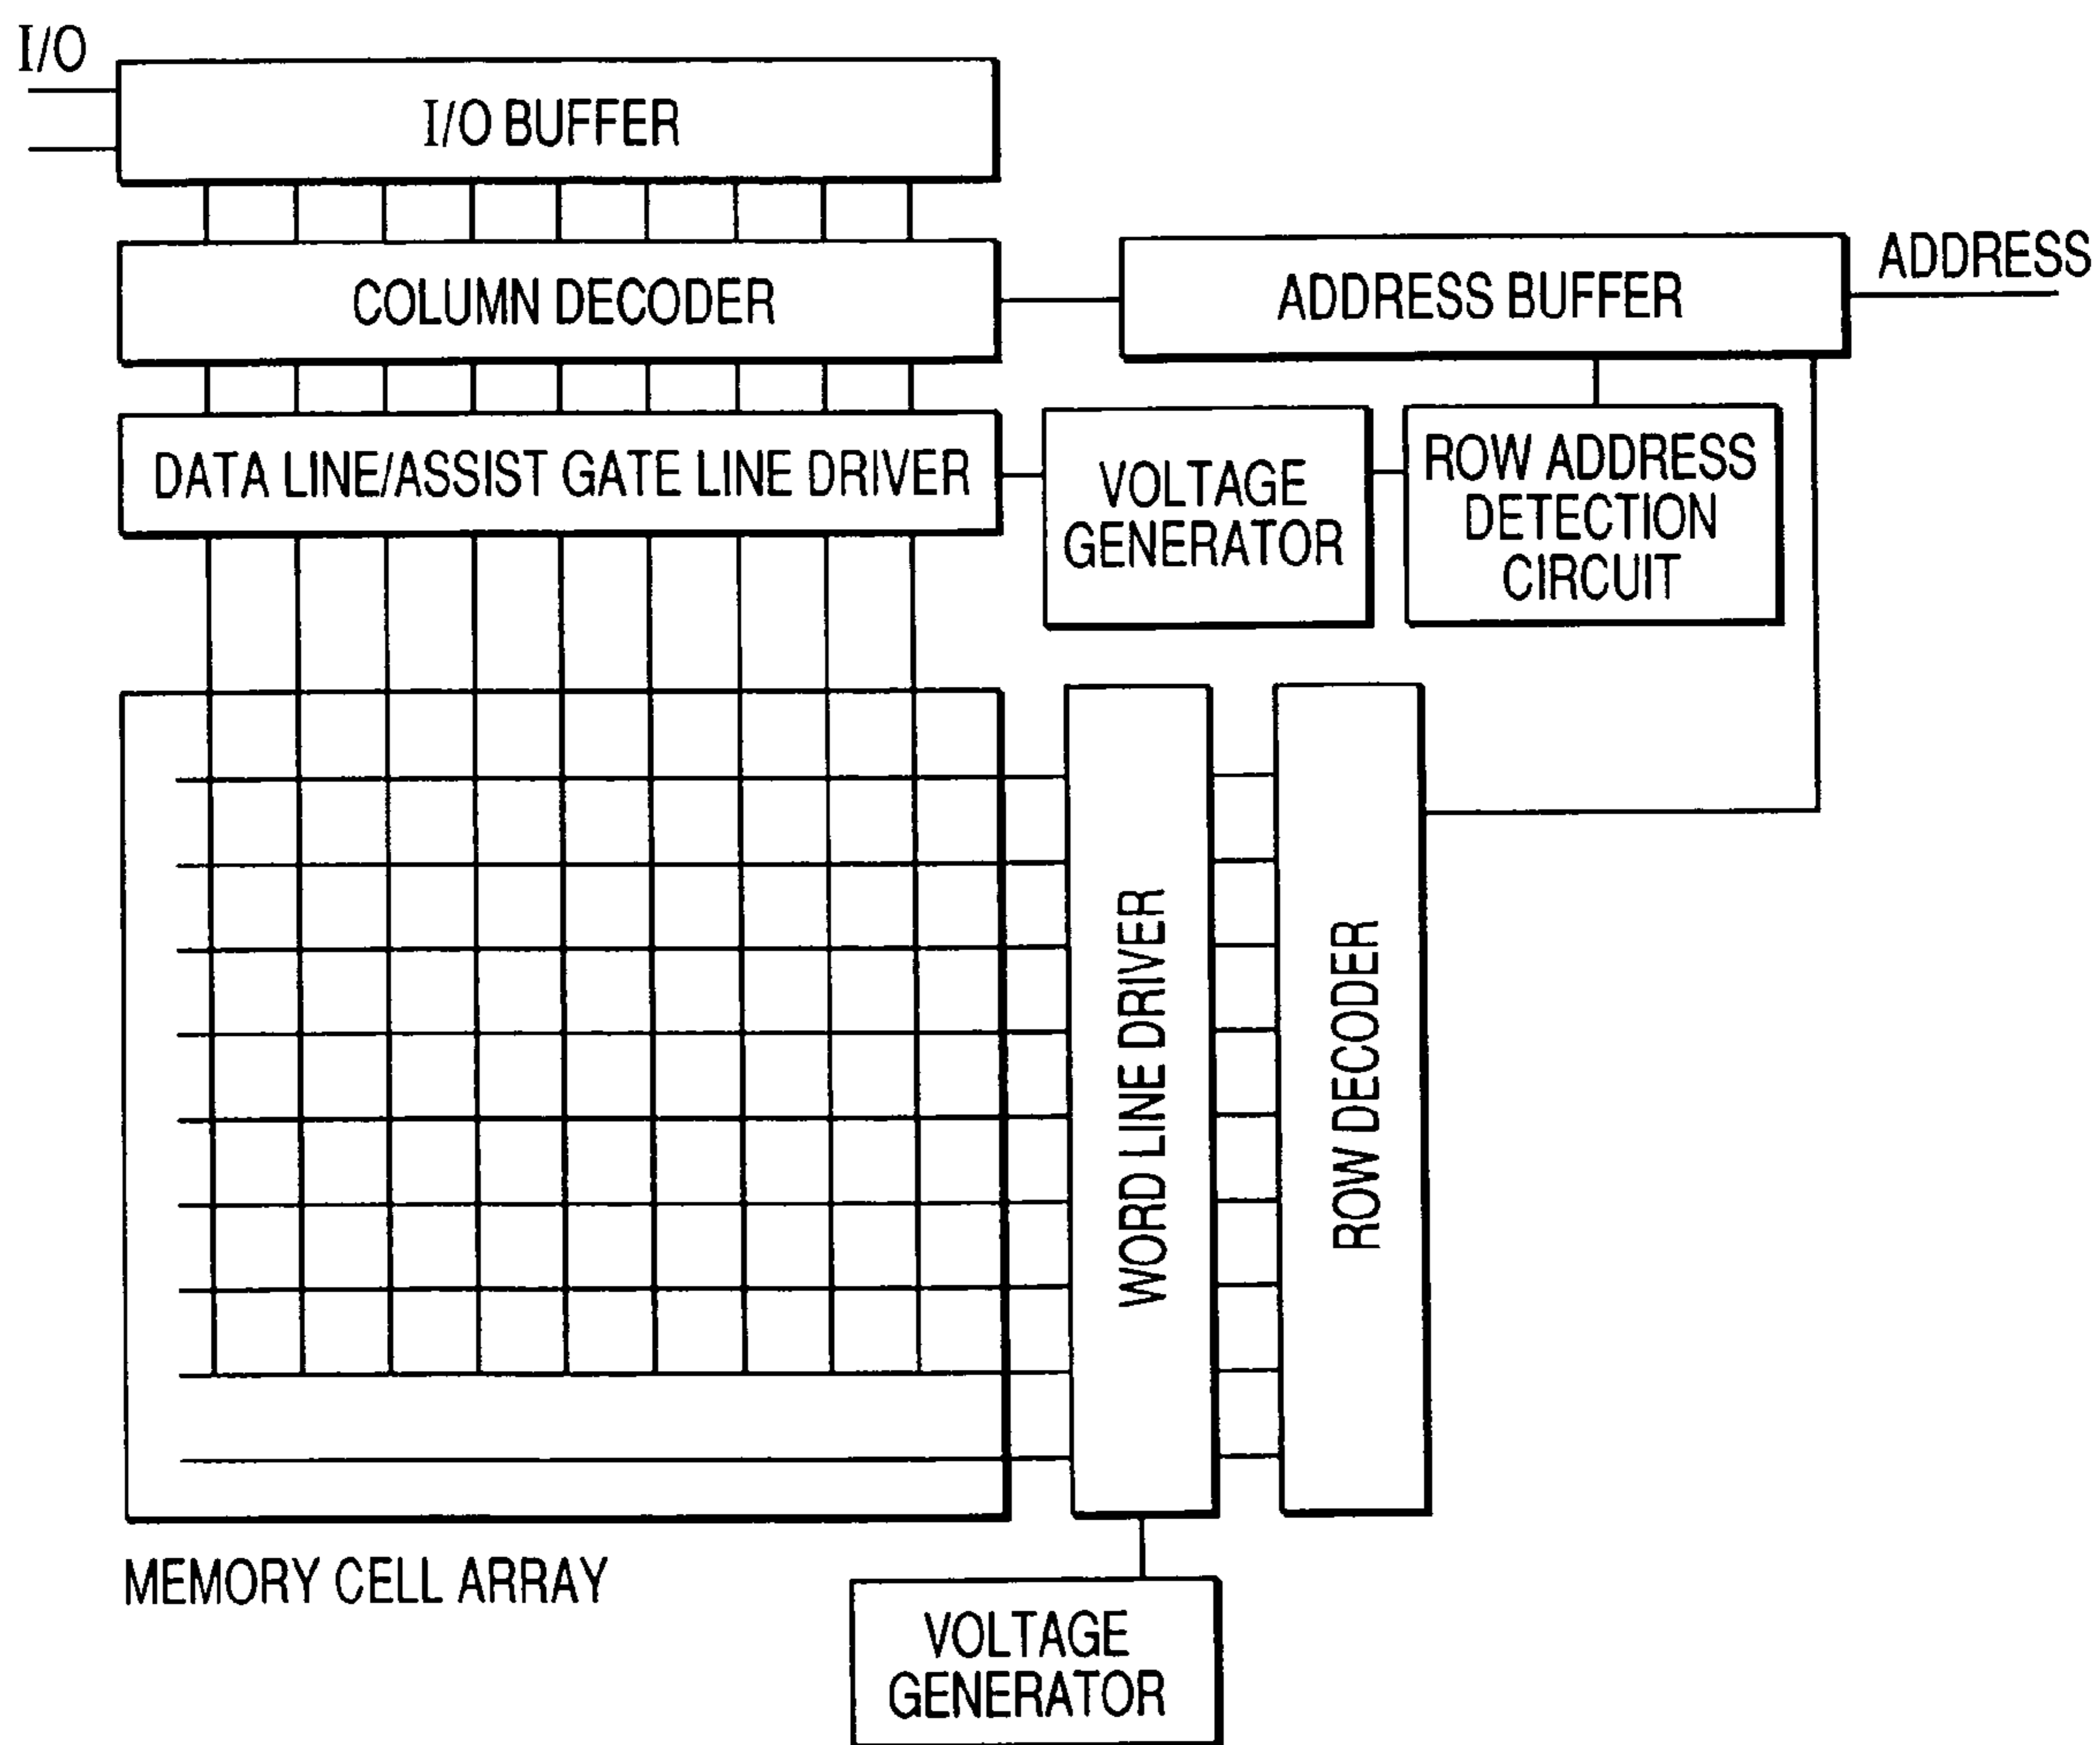 I/O
I/O BUFFER
COLUMN DECODER
ADDRESS BUFFER
ADDRESS
DATA LINE/ASSIST GATE LINE DRIVER
VOLTAGE
GENERATOR
ROW ADDRESS
DETECTION
CIRCUIT
WORD LINE DRIVER
ROW DECODER
MEMORY CELL ARRAY
VOLTAGE
GENERATOR